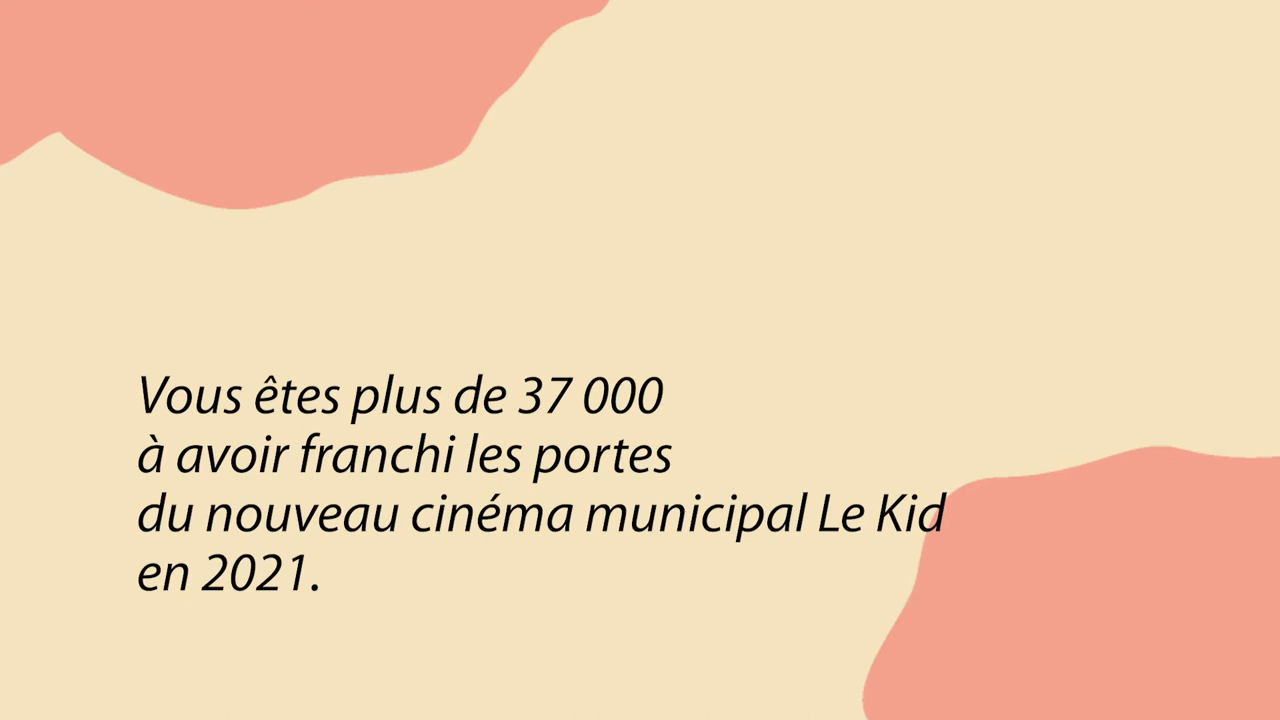 Vous êtes plus de 37 000
à avoir franchi les portes
du nouveau cinéma municipal Le Kid
en 2021.